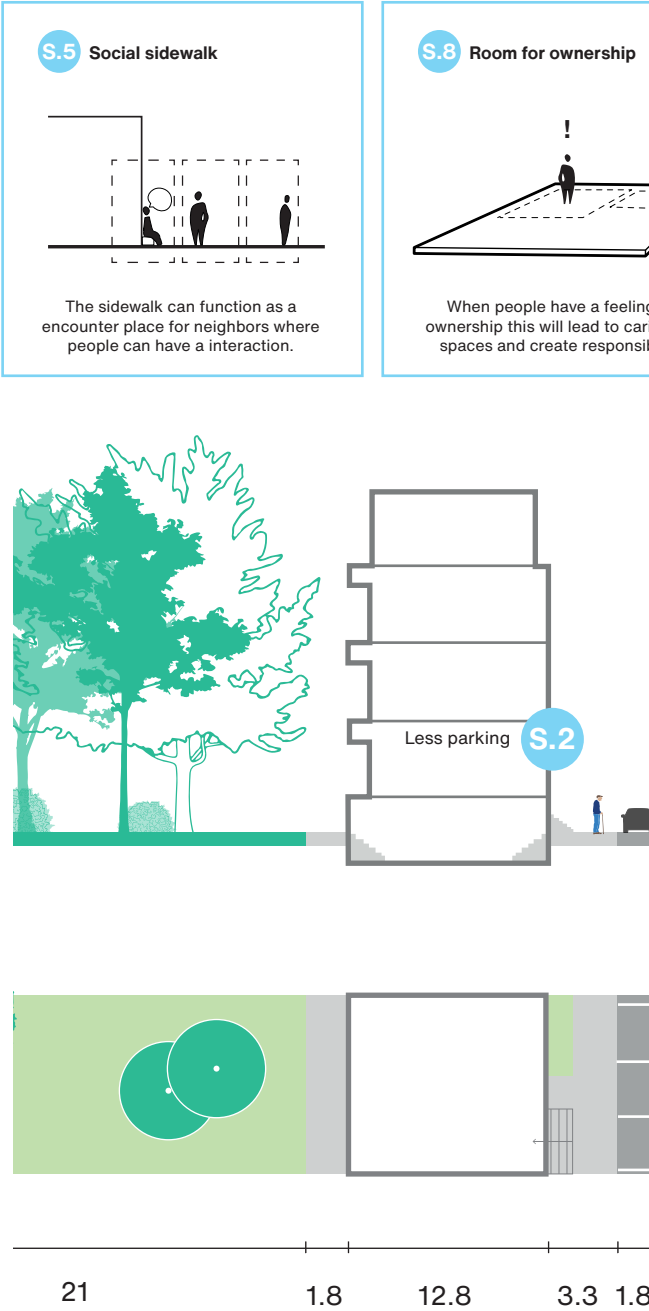 S.5 Social sidewalk
The sidewalk can function as a
encounter place for neighbors where
people can have a interaction.
S.8 Room for ownership
!
When people have a feeling
ownership this will lead to
spaces and create
Less parking S.2
21 1.8 12.8 3.3 1.8